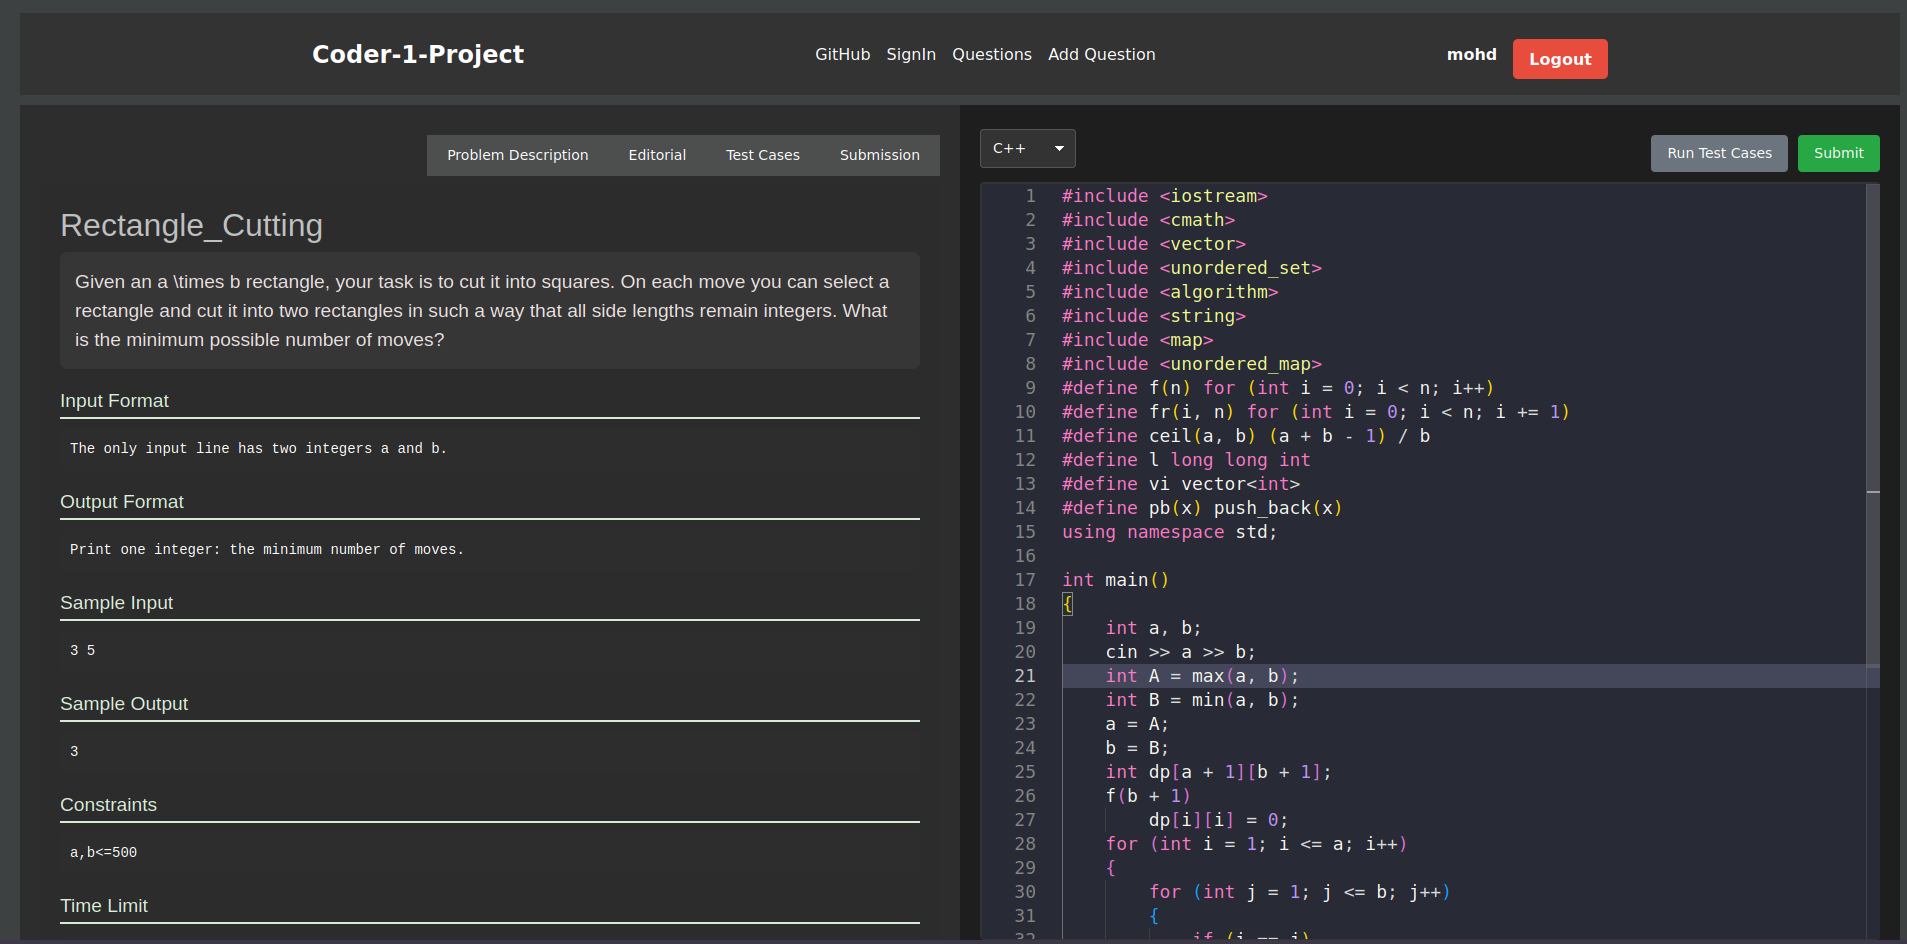 Coder-1-Project
GitHub SignIn Questions Add Question
mohd Logout
Problem Description Editorial Test Cases Submission
Rectangle_Cutting
Given an a \times b rectangle, your task is to cut it into squares. On each move you can select a
rectangle and cut it into two rectangles in such a way that all side lengths remain integers. What
is the minimum possible number of moves?
Input Format
The only input line has two integers a and b.
Output Format
Print one integer: the minimum number of moves.
Sample Input
3 5
Sample Output
3
Constraints
a,b<=500
Time Limit
C++
Run Test Cases Submit
1 #include <iostream>
2 #include <cmath>
3 #include <vector>
4 #include <unordered_set>
5 #include <algorithm>
6 #include <string>
7 #include <map>
8 #include <unordered_map>
9 #define f(n) for (int i = 0; i < n; i++)
10 #define fr(i, n) for (int i = 0; i < n; i += 1)
11 #define ceil(a, b) (a + b - 1) / b
12 #define l long long int
13 #define vi vector<int>
14 #define pb(x) push_back(x)
15 using namespace std;
16
17 int main()
18 {
19 int a, b;
20 cin >> a >> b;
21 int A = max(a, b);
22 int B = min(a, b);
23 a = A;
24 b = B;
25 int dp[a + 1][b + 1];
26 f(b + 1)
27 dp[i][i] = 0;
28 for (int i = 1; i <= a; i++)
29 {
30 for (int j = 1; j <= b; j++)
31 {
32 if (i == j)